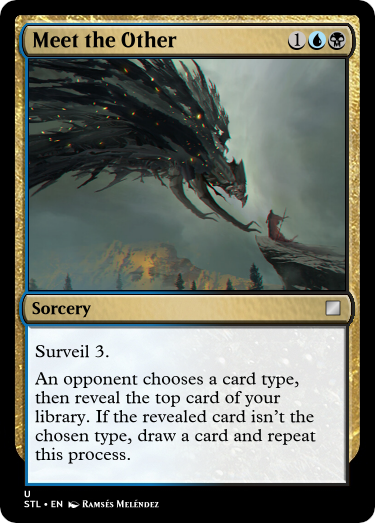 Meet the Other 1
Sorcery
Surveil 3.
An opponent chooses a card type,
then reveal the top card of your
library. If the revealed card isn't the
chosen type, draw a card and repeat
this process.
U
STL • EN Ramsés Meléndez